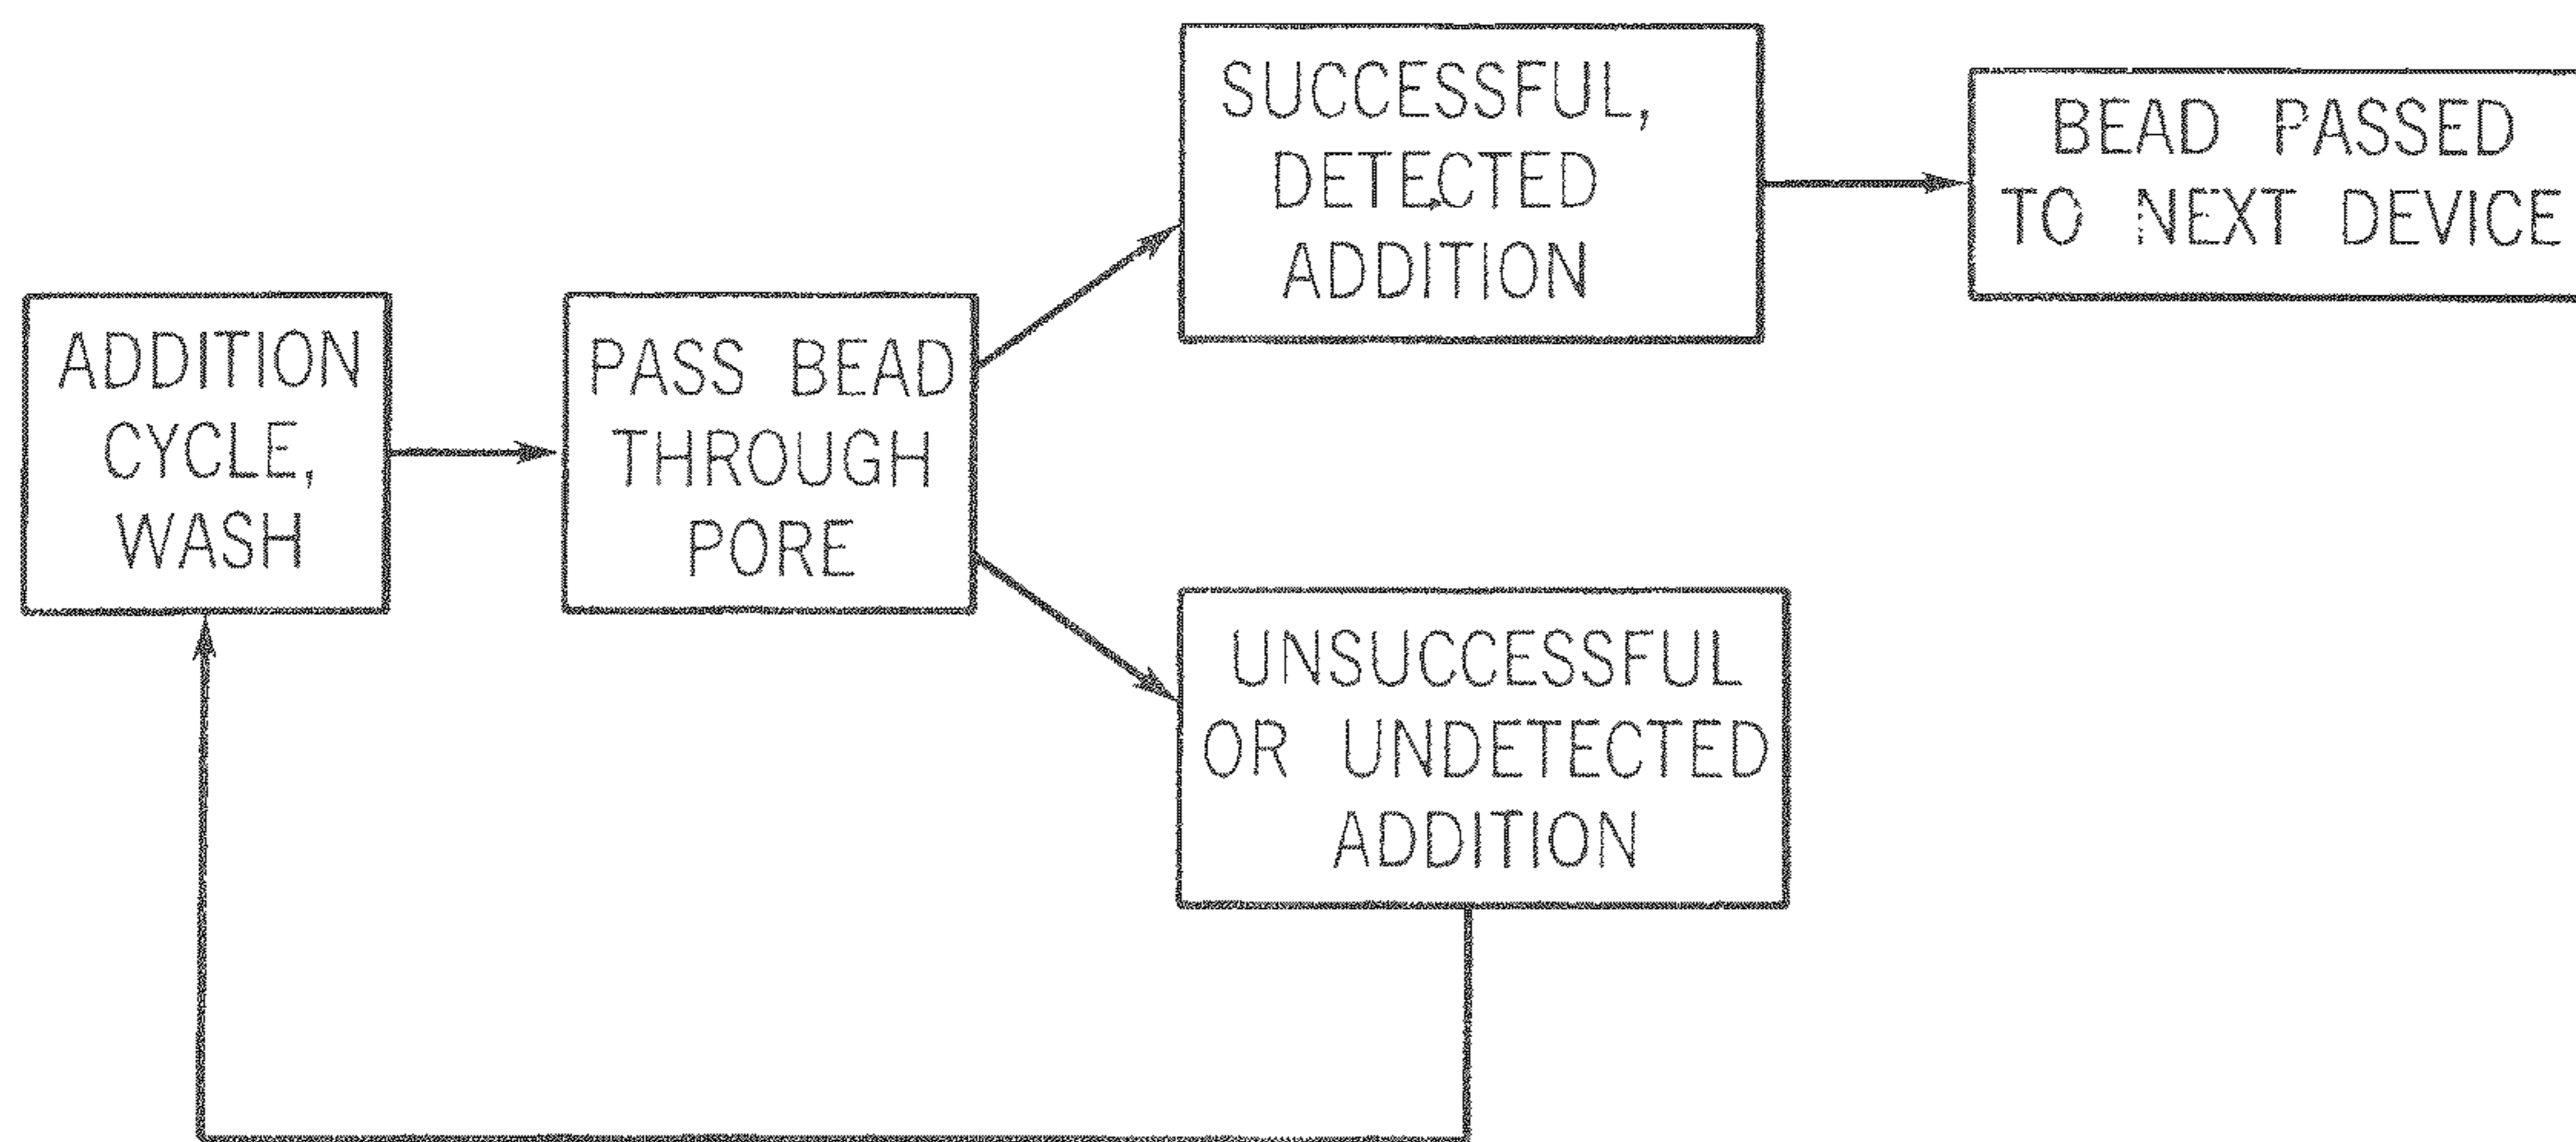 ADDITION
CYCLE,
WASH
PASS BEAD
THROUGH
PORE
SUCCESSFUL,
DETECTED
ADDITION
BEAD PASSED
TO NEXT DEVICE
UNSUCCESSFUL
OR UNDETECTED
ADDITION